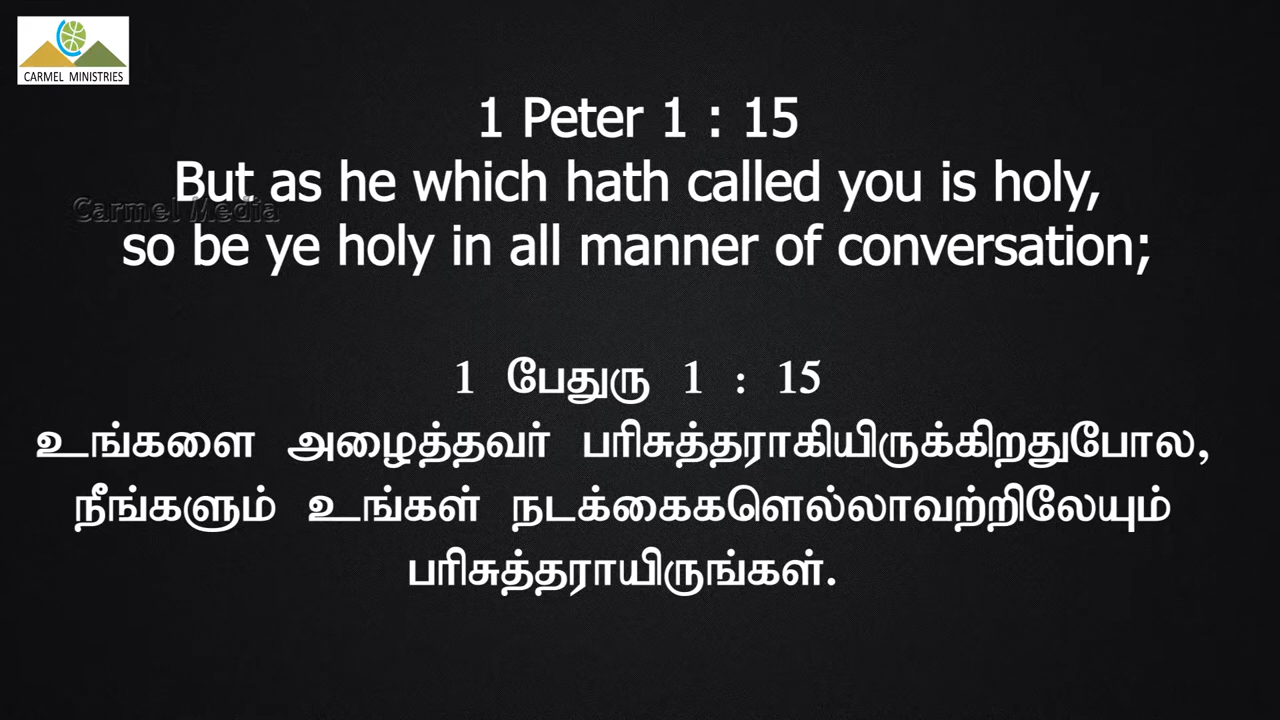 CARMEL MINISTRIES
1 Peter 1 : 15
But as he which hath called you is holy,
Carmel Media
so be ye holy in all manner of conversation;
1 பேதுரு 1 : 15
உங்களை அழைத்தவர் பரிசுத்தராகியிருக்கிறதுபோல,
நீங்களும் உங்கள் நடக்கைகளெல்லாவற்றிலேயும்
பரிசுத்தராயிருங்கள்.